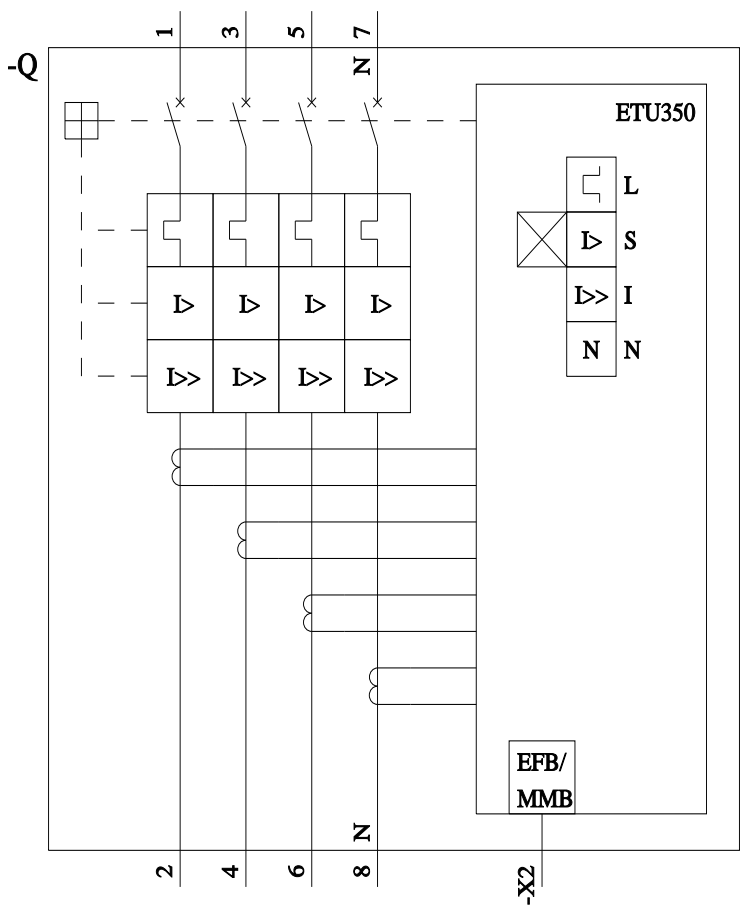 1 3 5 7
N
-Q
ETU350
L
I> S
I> I> I> I> I>> I
N N
I>> I>> I>> I>>
EFB/
MMB
N
2 4 6 8 -X2